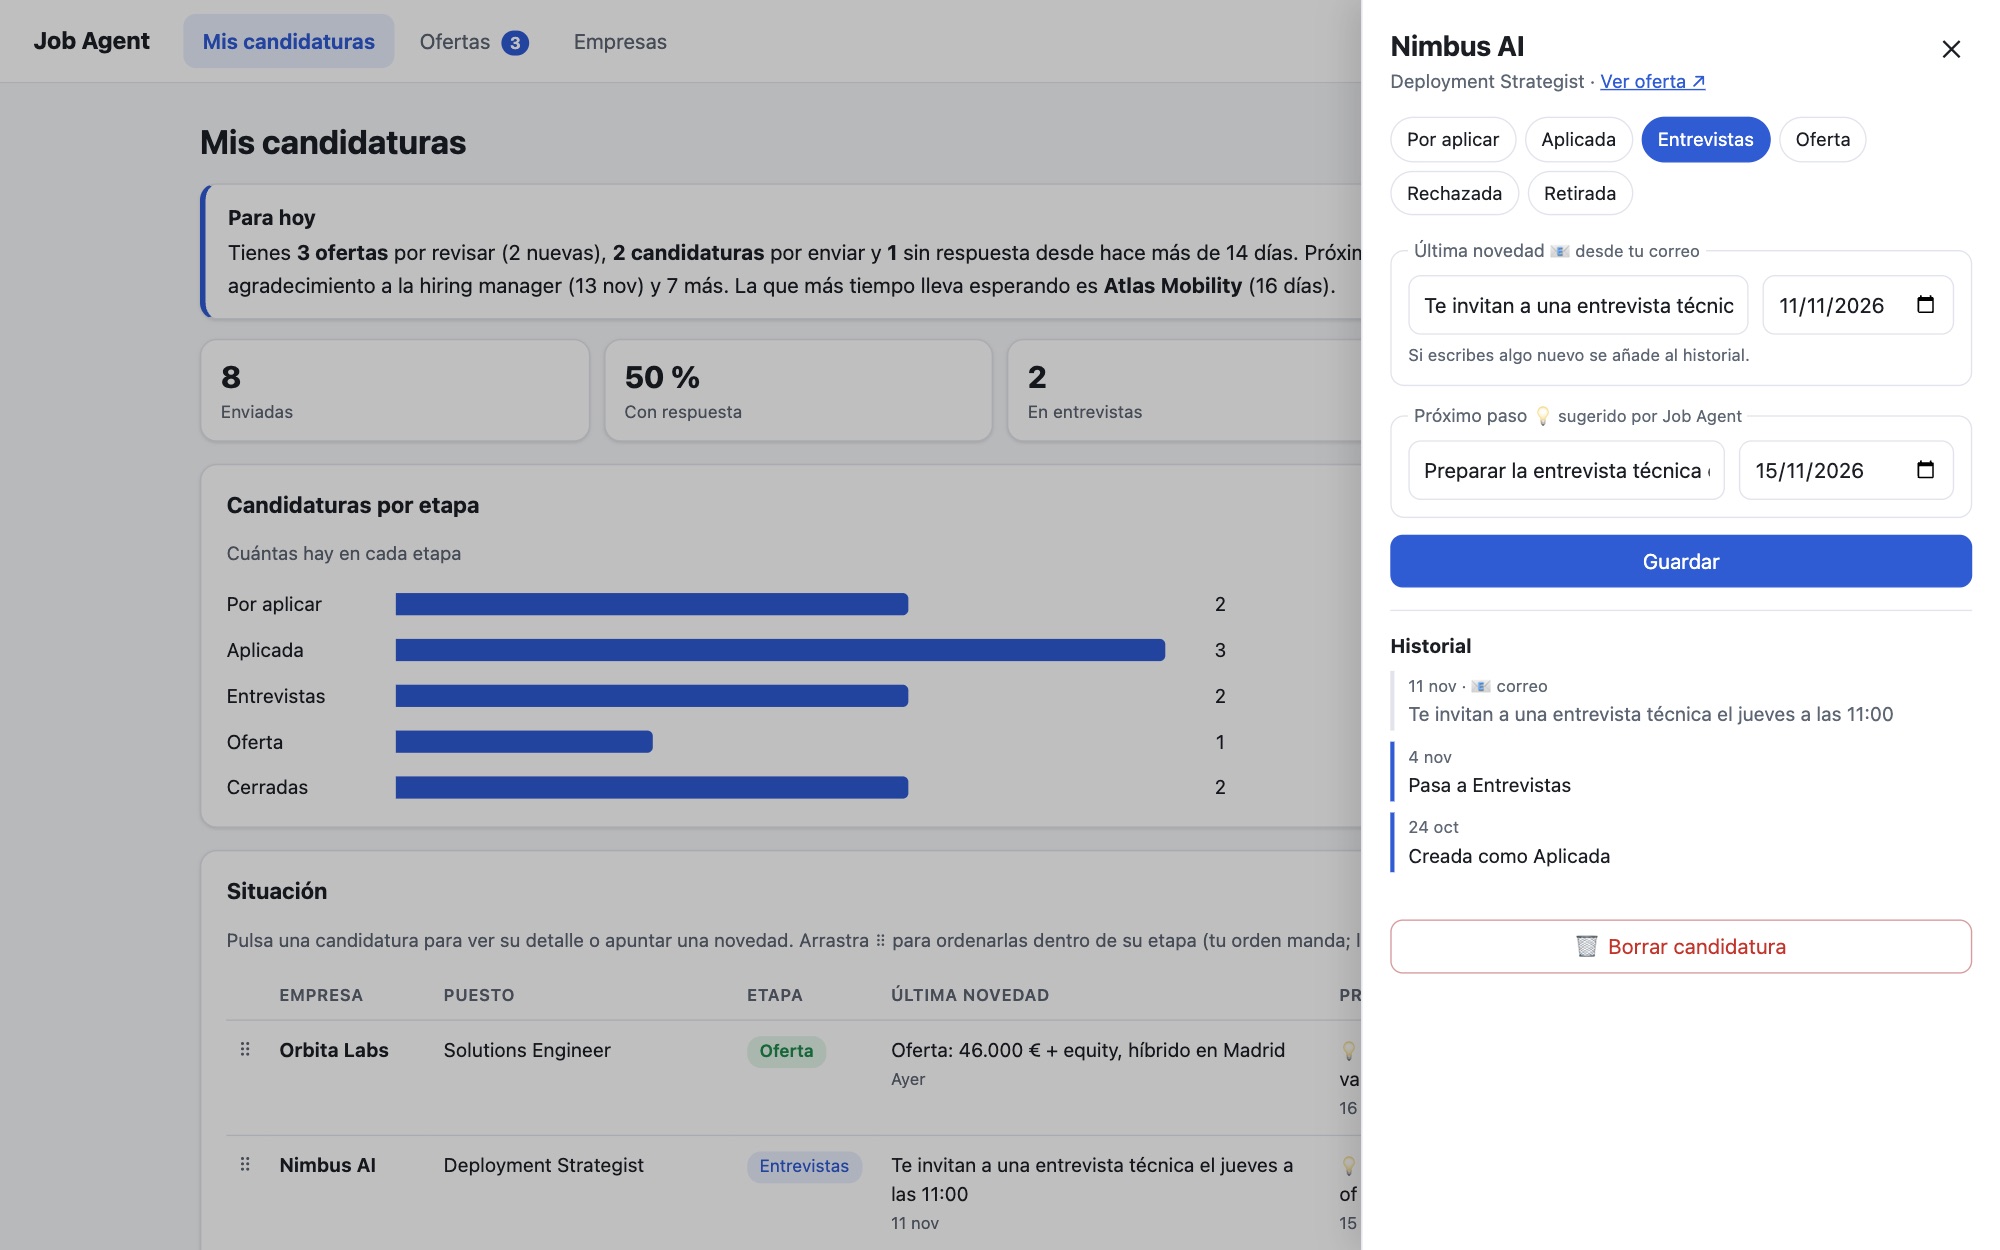 Job Agent
Mis candidaturas
Ofertas 3
Empresas
Mis candidaturas
Para hoy
Tienes 3 ofertas por revisar (2 nuevas), 2 candidaturas por enviar y 1 sin respuesta desde hace más de 14 días. Próxin
agradecimiento a la hiring manager (13 nov) y 7 más. La que más tiempo lleva esperando es Atlas Mobility (16 días).
8
Enviadas
50 %
Con respuesta
2
En entrevistas
Candidaturas por etapa
Cuántas hay en cada etapa
Por aplicar 2
Aplicada 3
Entrevistas 2
Oferta 1
Cerradas 2
Situación
Pulsa una candidatura para ver su detalle o apuntar una novedad. Arrastra ⠿ para ordenarlas dentro de su etapa (tu orden manda; l
EMPRESA PUESTO ETAPA ÚLTIMA NOVEDAD PR
Orbita Labs Solutions Engineer Oferta Oferta: 46.000 € + equity, híbrido en Madrid
Ayer
va
16
Nimbus AI Deployment Strategist Entrevistas Te invitan a una entrevista técnica el jueves a
las 11:00
11 nov
of
15
Nimbus AI
Deployment Strategist · Ver oferta ↗
Por aplicar Aplicada Entrevistas Oferta
Rechazada Retirada
Última novedad 📧 desde tu correo
Te invitan a una entrevista técnic 11/11/2026
Si escribes algo nuevo se añade al historial.
Próximo paso 💡 sugerido por Job Agent
Preparar la entrevista técnica 15/11/2026
Guardar
Historial
11 nov · 📧 correo
Te invitan a una entrevista técnica el jueves a las 11:00
4 nov
Pasa a Entrevistas
24 oct
Creada como Aplicada
🗑️ Borrar candidatura